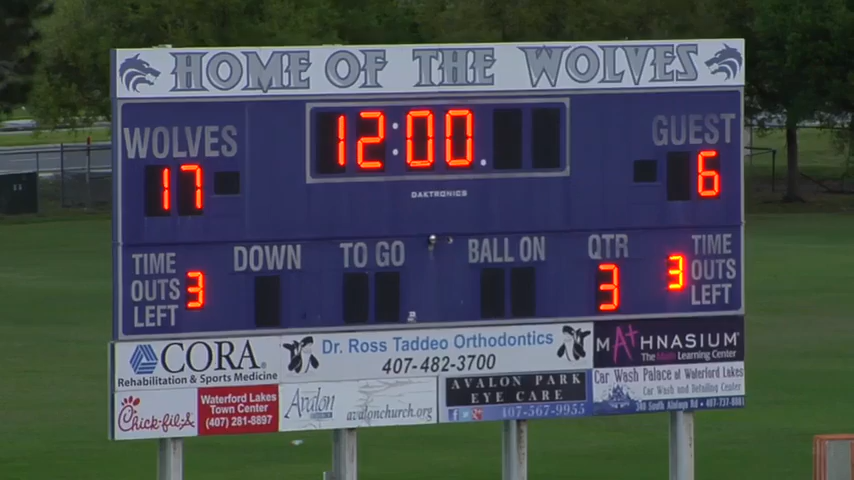 HOME OF THE WOLVES
WOLVES 12:00. GUEST
17 6
DAKTRONICS
TIME OUTS LEFT 3
DOWN TO GO BALL ON QTR
3
3 TIME OUTS LEFT
CORA
Rehabilitation & Sports Medicine
Dr. Ross Taddeo Orthodontics
407-482-3700
MATHNASIUM
The Math Learning Center
Chick-fil-A
Waterford Lakes
Town Center
(407) 281-8897
Avalon
avalonchurch.org
AVALON PARK
EYE CARE
407-567-9955
Car Wash Palace at Waterford Lakes
Car Wash and Detailing Center